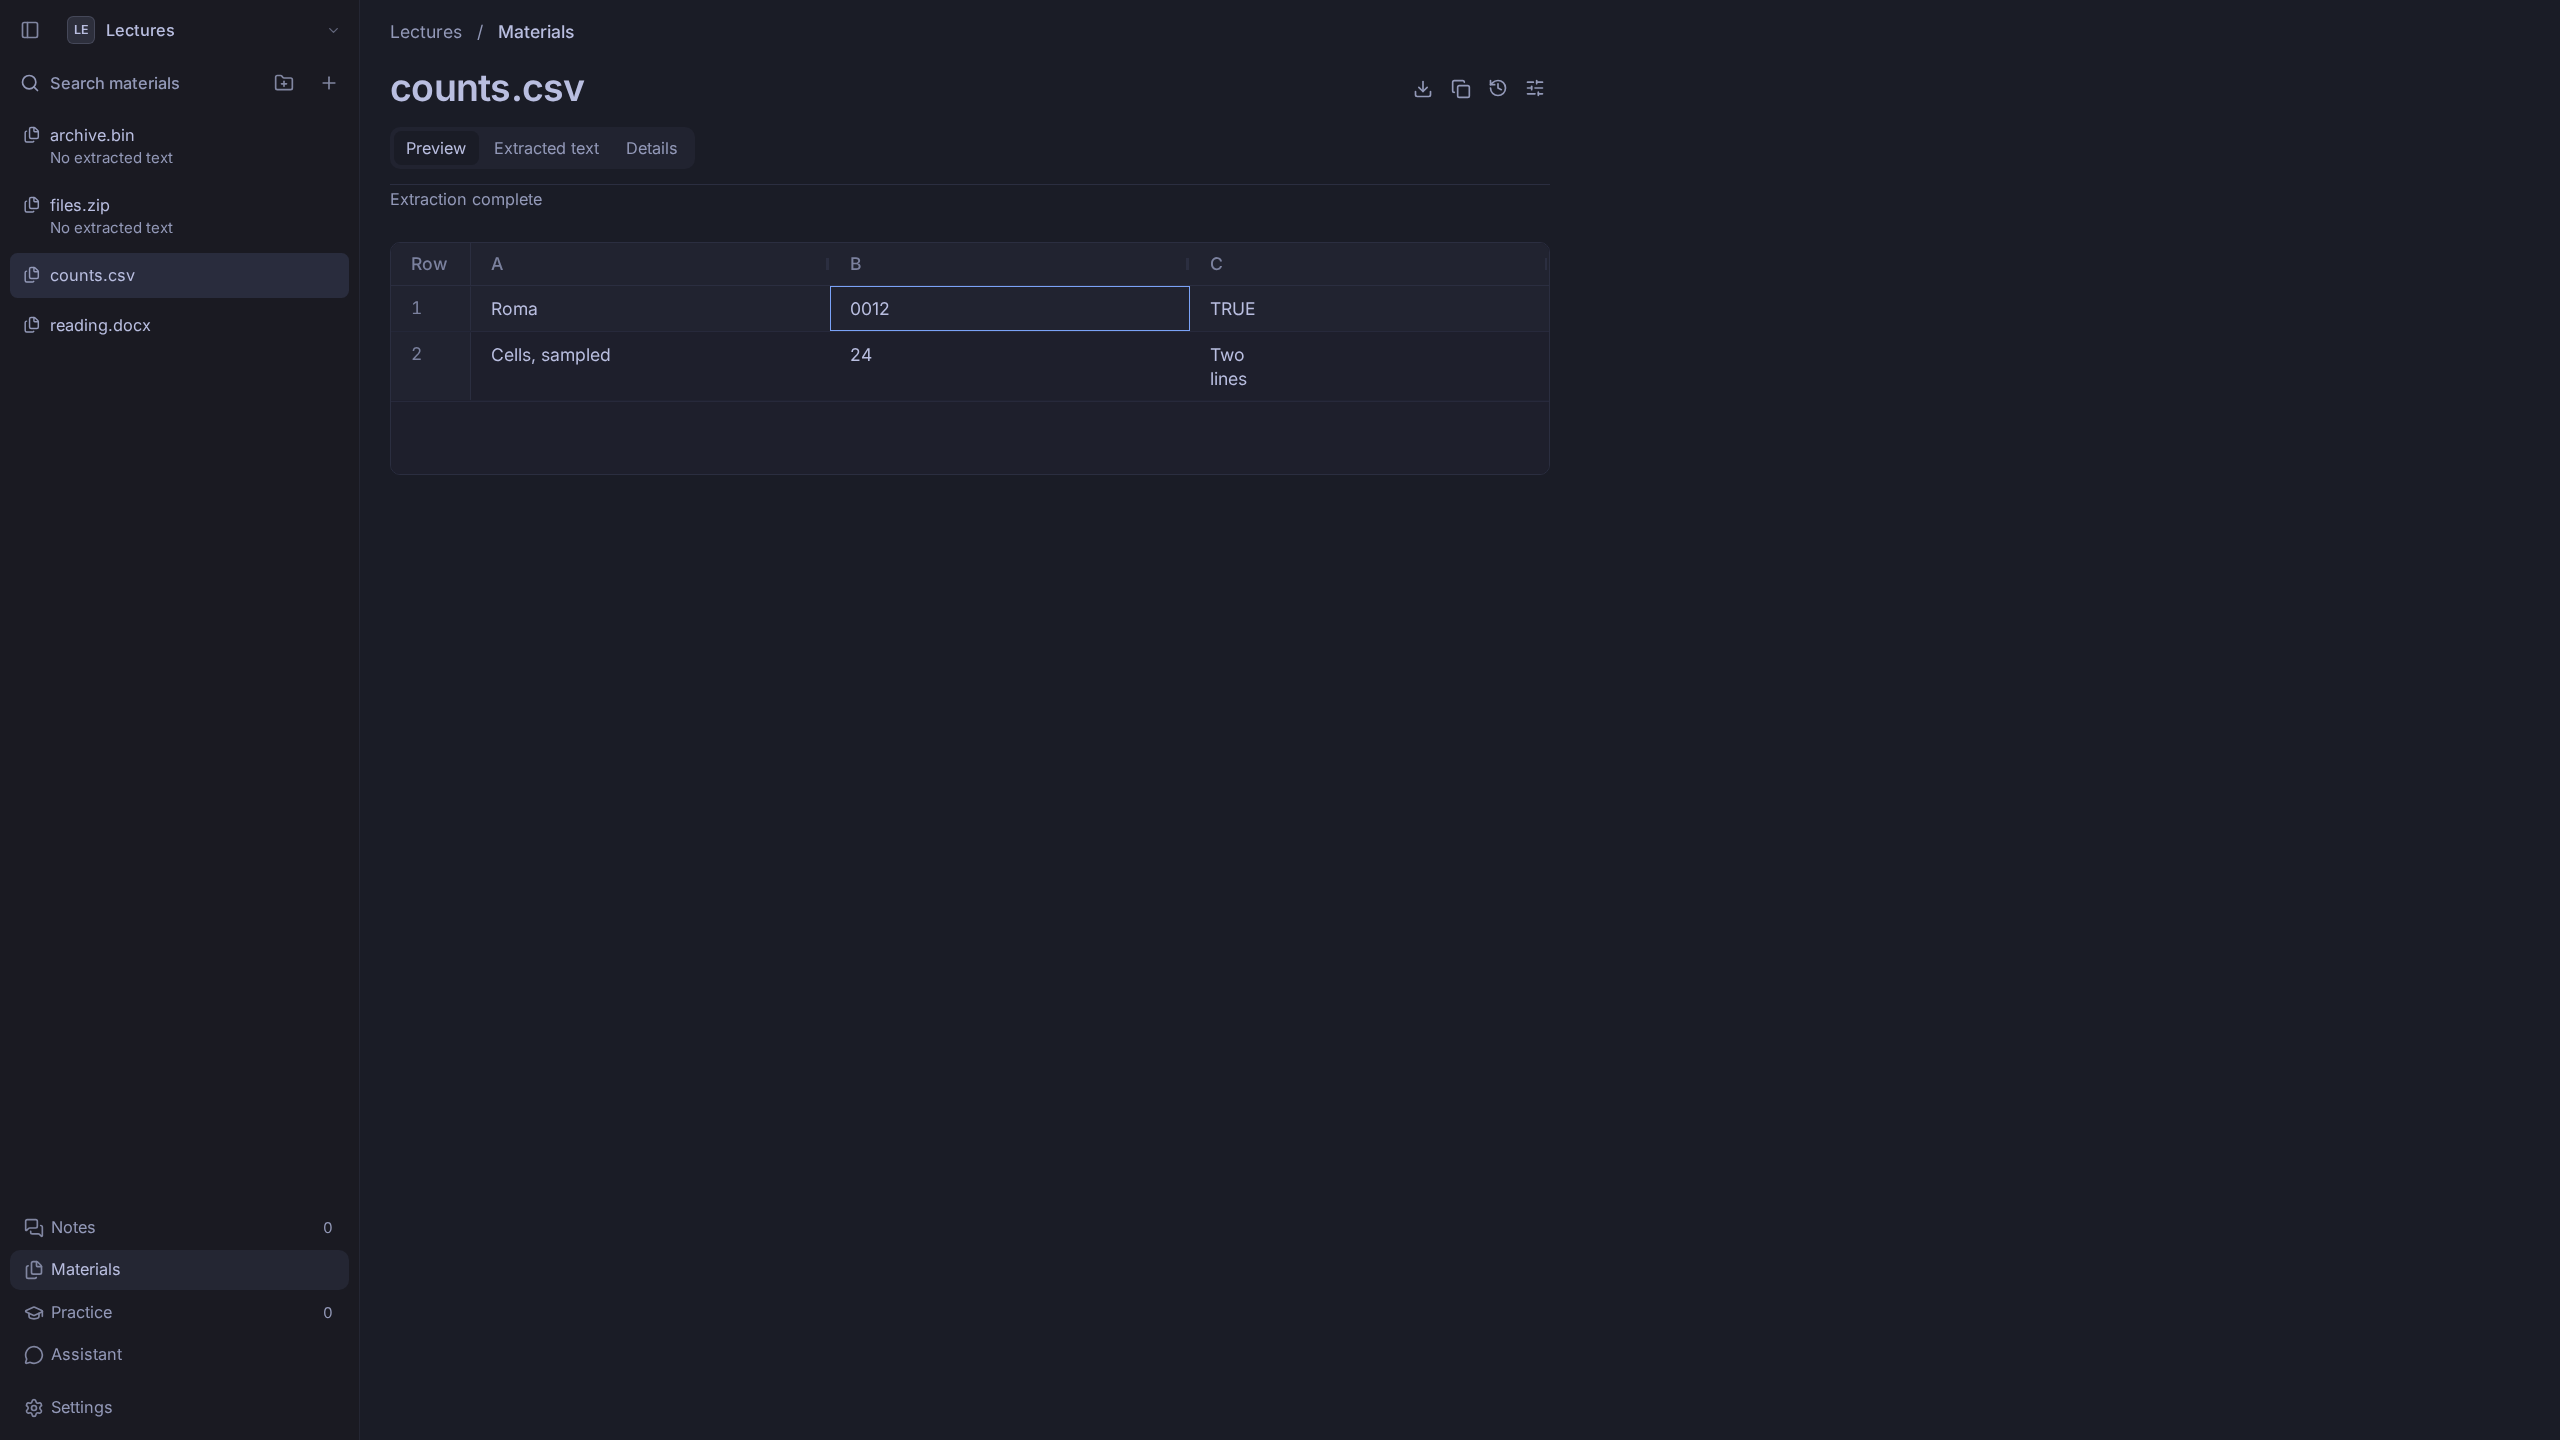 LE Lectures
Search materials
archive.bin
No extracted text
files.zip
No extracted text
counts.csv
reading.docx
Notes 0
Materials
Practice 0
Assistant
Settings
Lectures / Materials
counts.csv
Preview Extracted text Details
Extraction complete
Row A B C
1 Roma 0012 TRUE
2 Cells, sampled 24 Two
lines